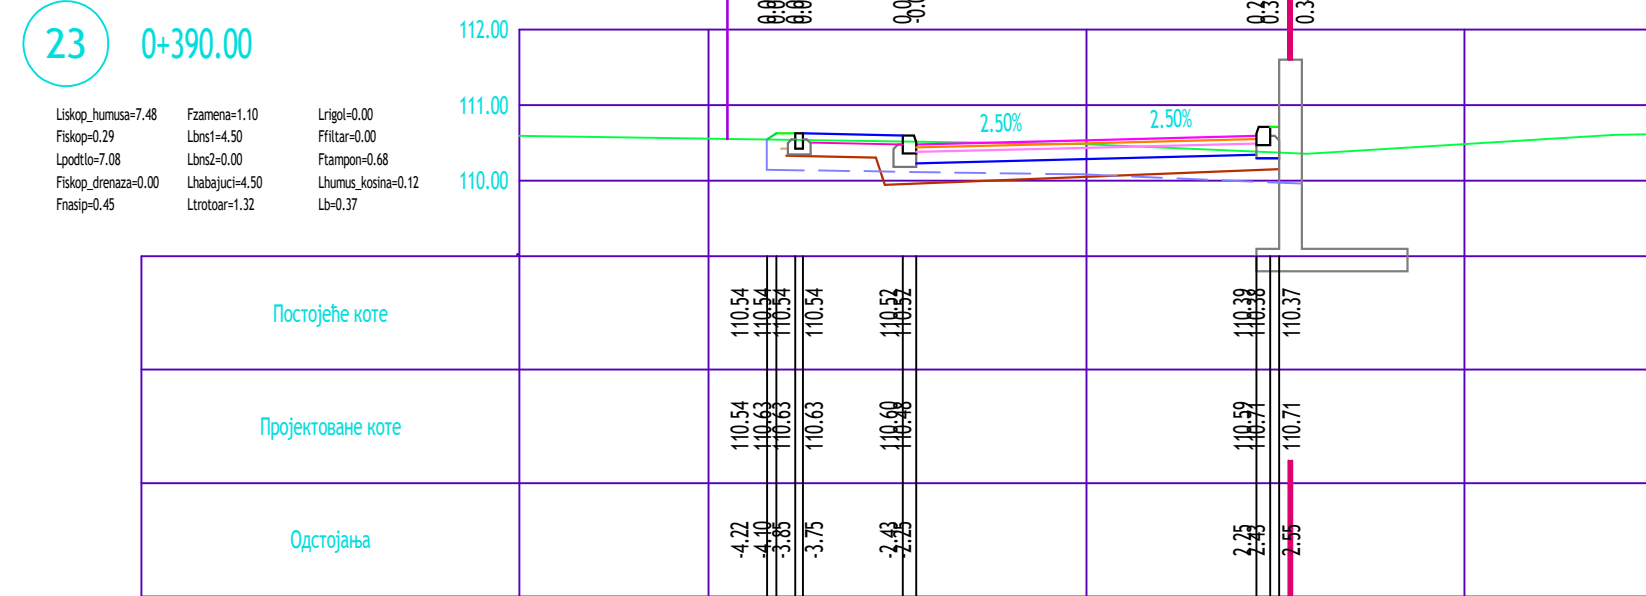 23 0+390.00
112.00
111.00
110.00
Liskop_humusa=7.48 Fzamena=1.10 Lrigol=0.00
Fiskop=0.29 Lbns1=4.50 Ffiltar=0.00
Lpodtlo=7.08 Lbns2=0.00 Ftampon=0.68
Fiskop_drenaza=0.00 Lhabajuci=4.50 Lhumus_kosina=0.12
Fnasip=0.45 Ltrotoar=1.32 Lb=0.37
2.50% 2.50%
Постојеће коте 110.54 110.54 110.54 110.54 110.52 110.52 110.39 110.38 110.37
Пројектоване коте 110.54 110.63 110.63 110.63 110.60 110.48 110.59 110.71 110.71
Одстојања -4.22 -4.10 -3.85 -3.75 -2.43 -2.25 2.25 2.43 2.55